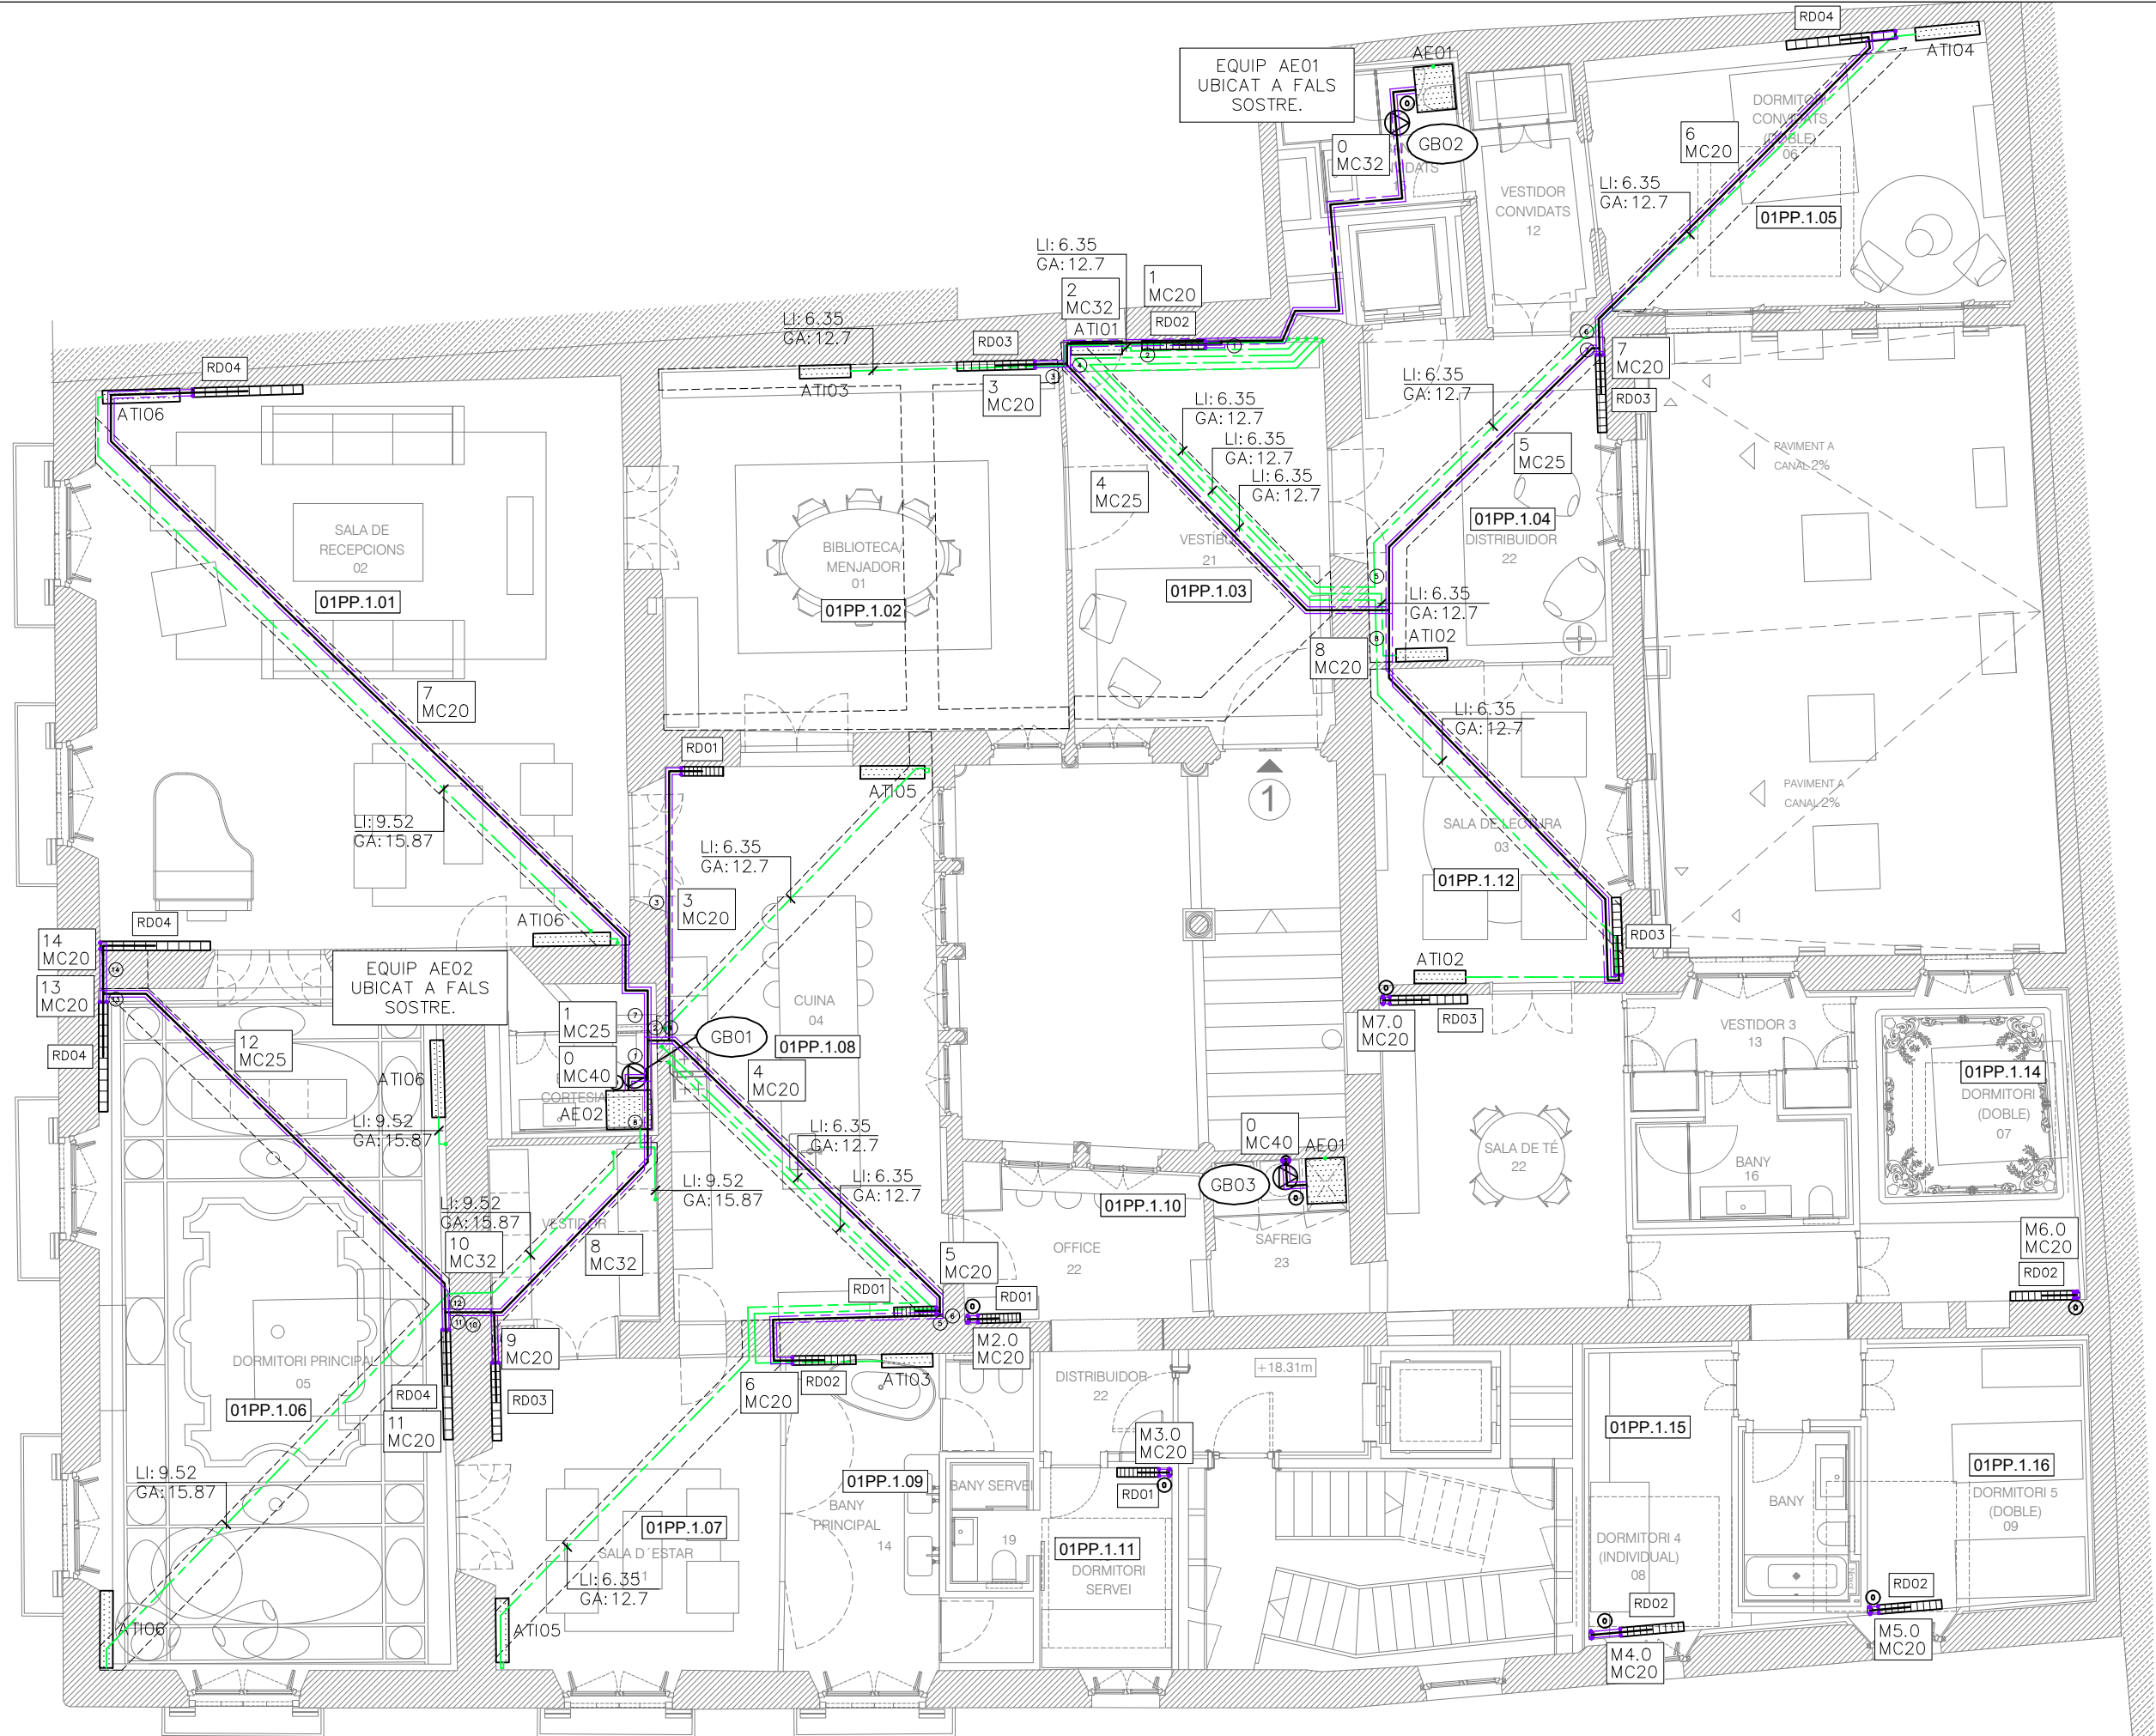 RD04
AE01
ATI04
EQUIP AE01
UBICAT A FALS
SOSTRE.
DORMITORI
CONVIDATS
(DOBLE)
06
6
MC20
0
MC32
GB02
VESTIDOR
CONVIDATS
12
LI: 6.35
GA: 12.7
01PP.1.05
LI: 6.35
GA: 12.7
1
MC20
2
MC32
ATI01
RD02
LI: 6.35
GA: 12.7
RD03
ATI03
3
MC20
RD04
ATI06
7
MC20
RD03
LI: 6.35
GA: 12.7
LI: 6.35
GA: 12.7
LI: 6.35
GA: 12.7
LI: 6.35
GA: 12.7
5
MC25
4
MC25
PAVIMENT A
CANAL 2%
01PP.1.04
DISTRIBUIDOR
22
SALA DE
RECEPCIONS
02
01PP.1.01
BIBLIOTECA/
MENJADOR
01
01PP.1.02
21
01PP.1.03
LI: 6.35
GA: 12.7
ATI02
8
MC20
7
MC20
LI: 6.35
GA: 12.7
RD01
ATI05
1
PAVIMENT A
CANAL 2%
LI: 9.52
GA: 15.87
SALA DE LECTURA
03
01PP.1.12
LI: 6.35
GA: 12.7
3
MC20
ATI06
RD04
14
MC20
13
MC20
RD04
EQUIP AE02
UBICAT A FALS
SOSTRE.
RD03
ATI02
RD03
M7.0
MC20
CUINA
04
01PP.1.08
1
MC25
GB01
0
MC40
CORTESIA
AE02
12
MC25
ATI06
LI: 9.52
GA: 15.87
4
MC20
VESTIDOR 3
13
01PP.1.14
DORMITORI
(DOBLE)
07
LI: 6.35
GA: 12.7
LI: 6.35
GA: 12.7
0
MC40
AE01
GB03
SALA DE TÉ
22
BANY
16
LI: 9.52
GA: 15.87
LI: 9.52
GA: 15.87
VESTIDOR
10
MC32
8
MC32
01PP.1.10
OFFICE
22
SAFREIG
23
5
MC20
M6.0
MC20
RD02
RD01
RD01
M2.0
MC20
9
MC20
DORMITORI PRINCIPAL
05
01PP.1.06
RD04
RD03
11
MC20
6
MC20
RD02
ATI03
DISTRIBUIDOR
22
+18.31m
M3.0
MC20
RD01
01PP.1.15
01PP.1.16
DORMITORI 5
(DOBLE)
09
BANY
LI: 9.52
GA: 15.87
01PP.1.09
BANY
PRINCIPAL
14
BANY SERVEI
19
01PP.1.07
SALA D´ESTAR
LI: 6.35
GA: 12.7
01PP.1.11
DORMITORI
SERVEI
DORMITORI 4
(INDIVIDUAL)
08
RD02
RD02
ATI06
ATI05
M4.0
MC20
M5.0
MC20